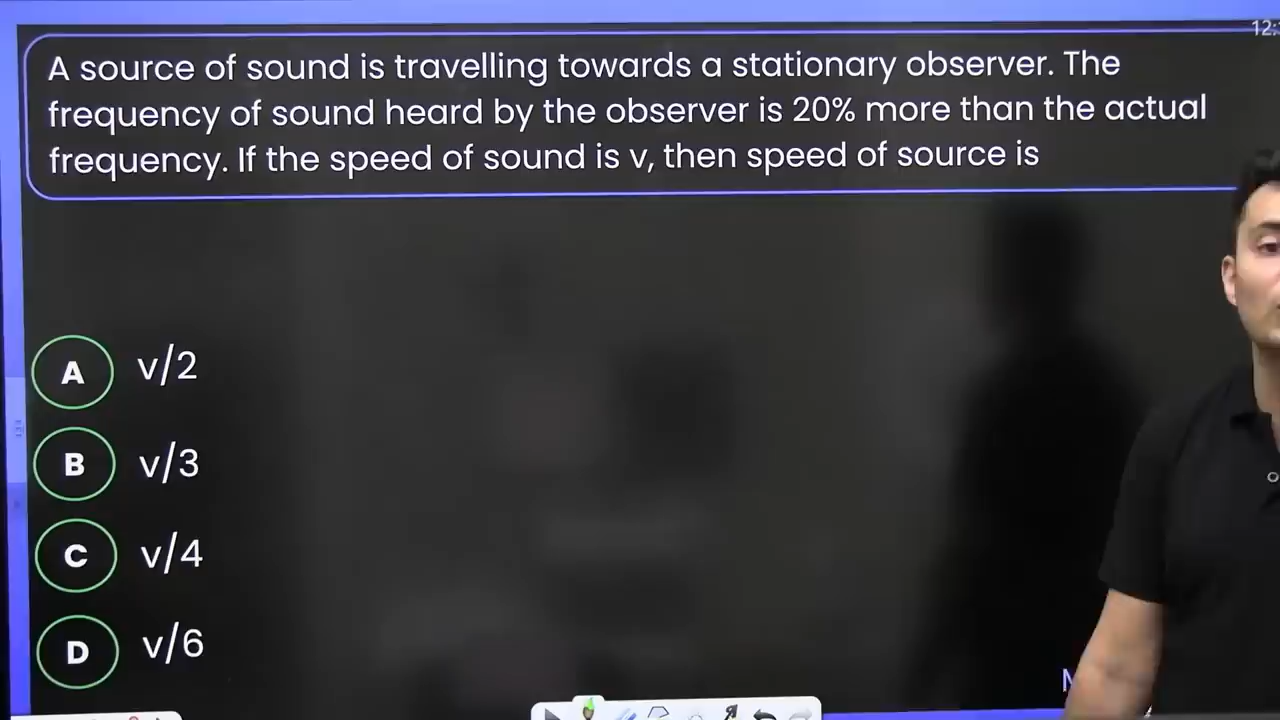 12:
A source of sound is travelling towards a stationary observer. The
frequency of sound heard by the observer is 20% more than the actual
frequency. If the speed of sound is v, then speed of source is
A v/2
B v/3
C v/4
D v/6